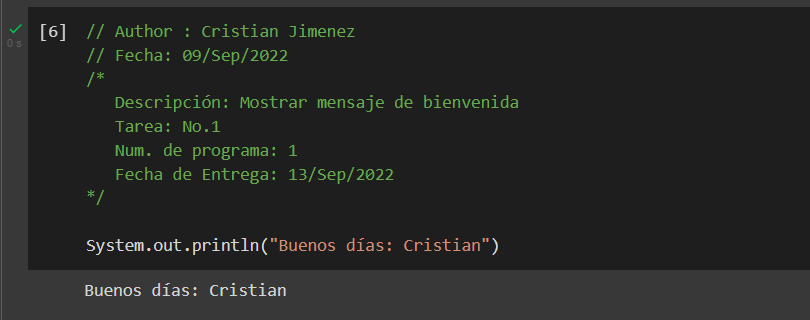 [6] // Author : Cristian Jimenez
0 s
// Fecha: 09/Sep/2022
/*
Descripción: Mostrar mensaje de bienvenida
Tarea: No.1
Num. de programa: 1
Fecha de Entrega: 13/Sep/2022
*/
System.out.println("Buenos días: Cristian")
Buenos días: Cristian